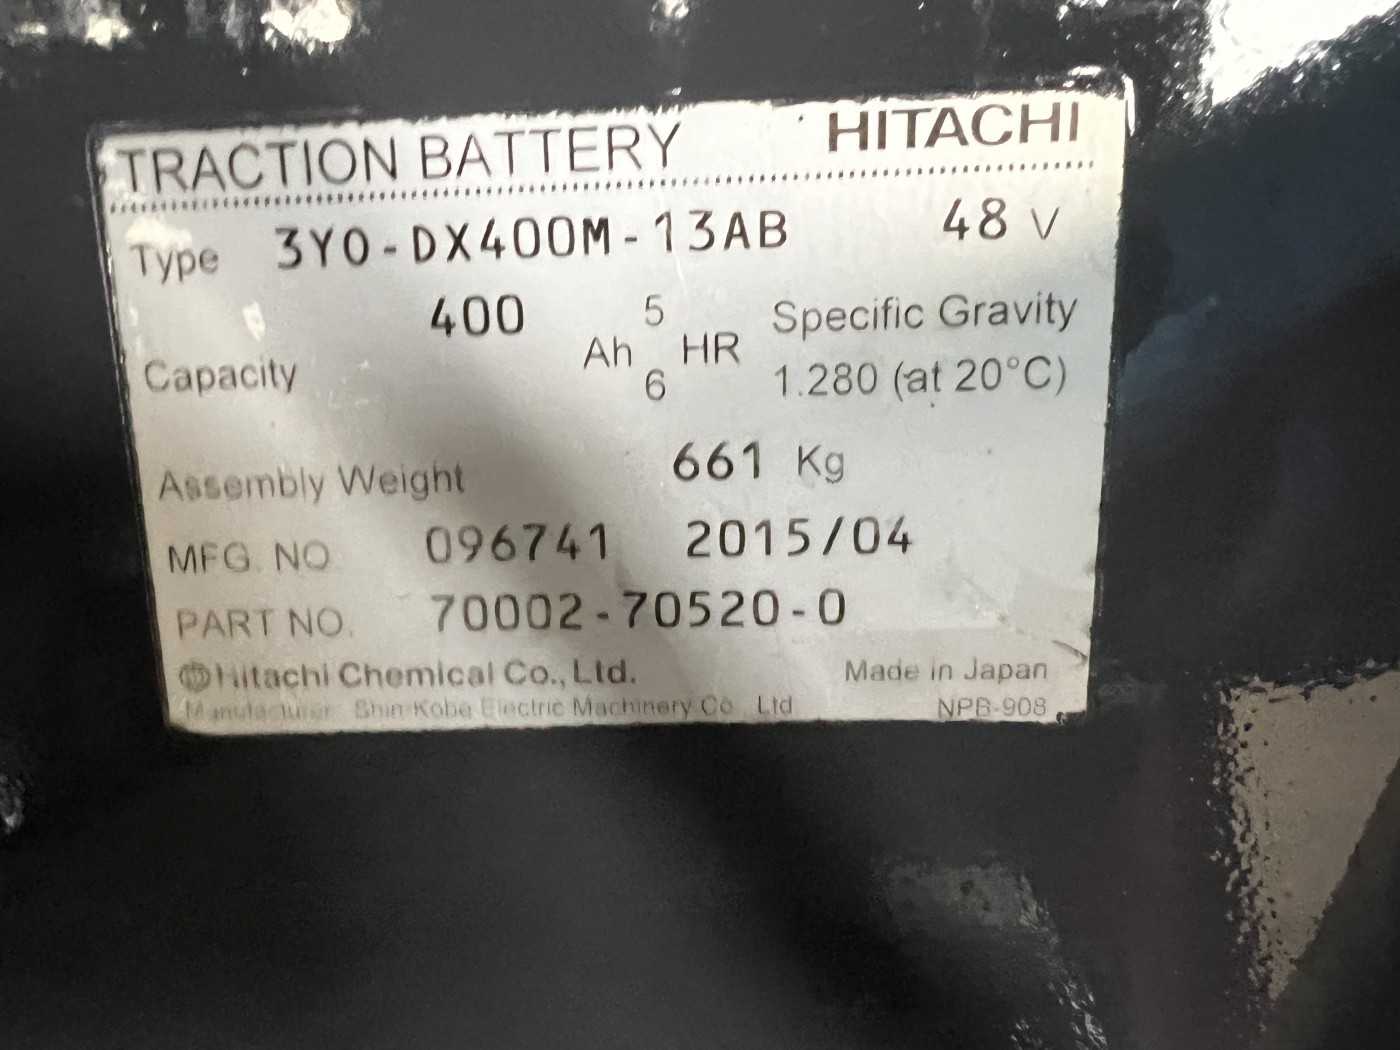 TRACTION BATTERY HITACHI
Type 3Y0-DX400M-13AB 48 V
400 5 Specific Gravity
Capacity Ah HR 1.280 (at 20°C)
6
Assembly Weight 661 Kg
MFG. NO 096741 2015/04
PART NO. 70002-70520-0
Hitachi Chemical Co., Ltd. Made in Japan
Manufacturer Shin-Kobe Electric Machinery Co., Ltd NPB-908